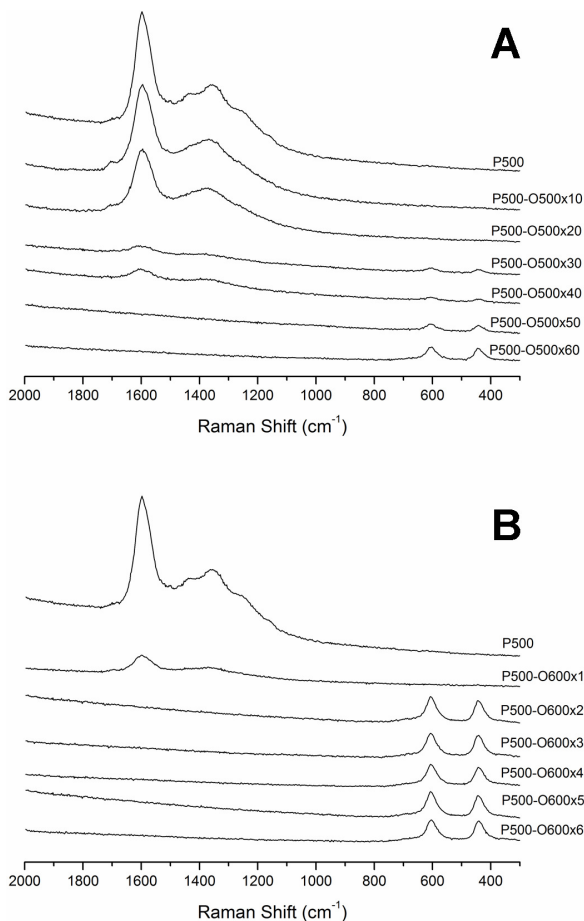 A
P500
P500-O500x10
P500-O500x20
P500-O500x30
P500-O500x40
P500-O500x50
P500-O500x60
2000 1800 1600 1400 1200 1000 800 600 400
Raman Shift (cm-1)
B
P500
P500-O600x1
P500-O600x2
P500-O600x3
P500-O600x4
P500-O600x5
P500-O600x6
2000 1800 1600 1400 1200 1000 800 600 400
Raman Shift (cm-1)